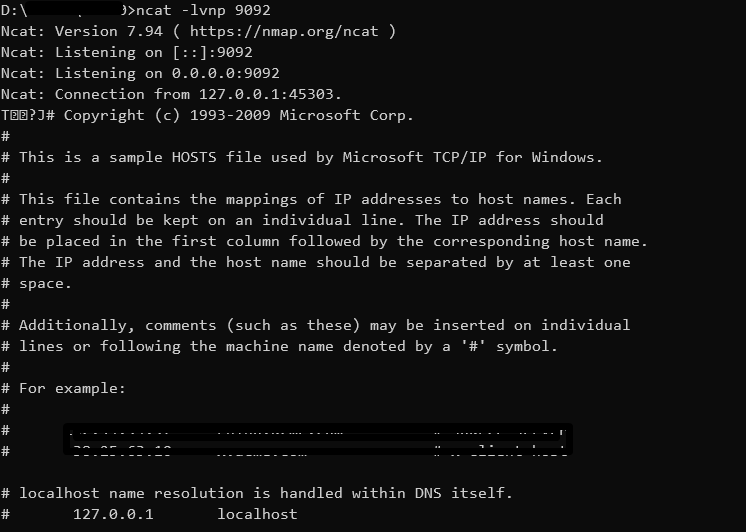 D:\ 0>ncat -lvnp 9092
Ncat: Version 7.94 ( https://nmap.org/ncat )
Ncat: Listening on [::]:9092
Ncat: Listening on 0.0.0.0:9092
Ncat: Connection from 127.0.0.1:45303.
T??J# Copyright (c) 1993-2009 Microsoft Corp.
#
# This is a sample HOSTS file used by Microsoft TCP/IP for Windows.
#
# This file contains the mappings of IP addresses to host names. Each
# entry should be kept on an individual line. The IP address should
# be placed in the first column followed by the corresponding host name.
# The IP address and the host name should be separated by at least one
# space.
#
# Additionally, comments (such as these) may be inserted on individual
# lines or following the machine name denoted by a '#' symbol.
#
# For example:
#
#
#
# localhost name resolution is handled within DNS itself.
# 127.0.0.1 localhost